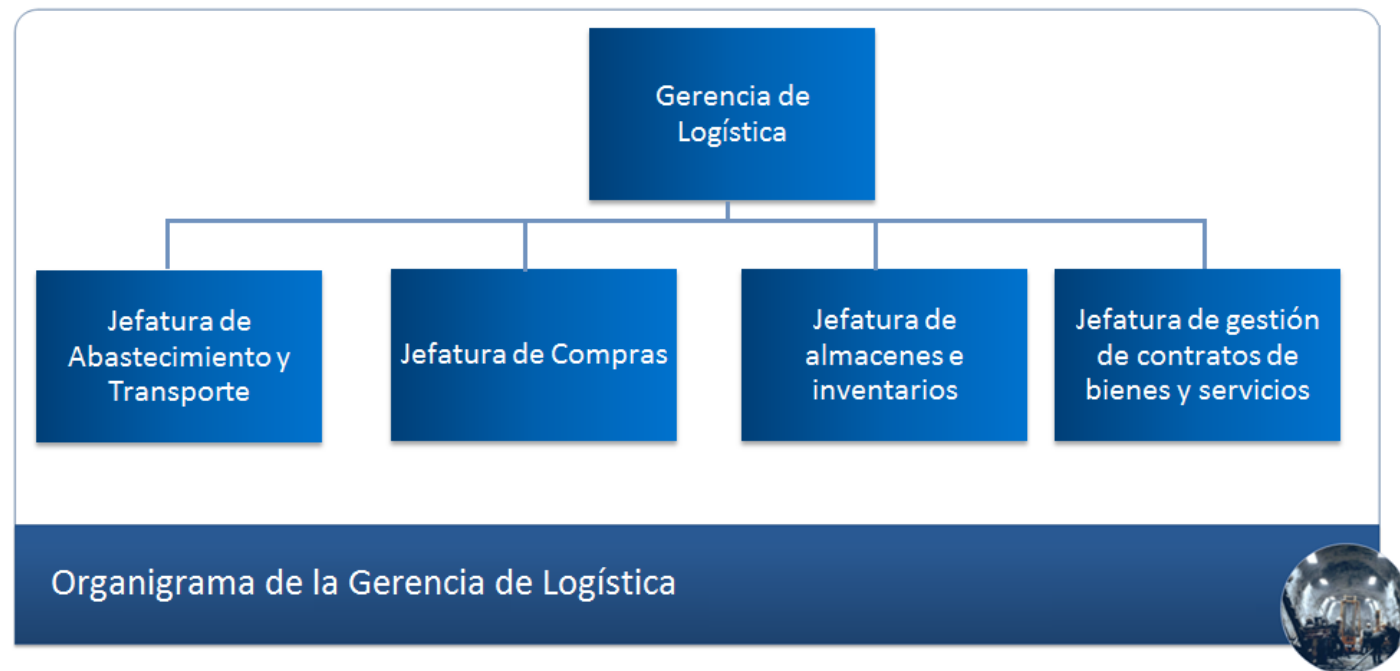 Gerencia de
Logística
Jefatura de
Abastecimiento y
Transporte
Jefatura de Compras
Jefatura de
almacenes e
inventarios
Jefatura de gestión
de contratos de
bienes y servicios
Organigrama de la Gerencia de Logística